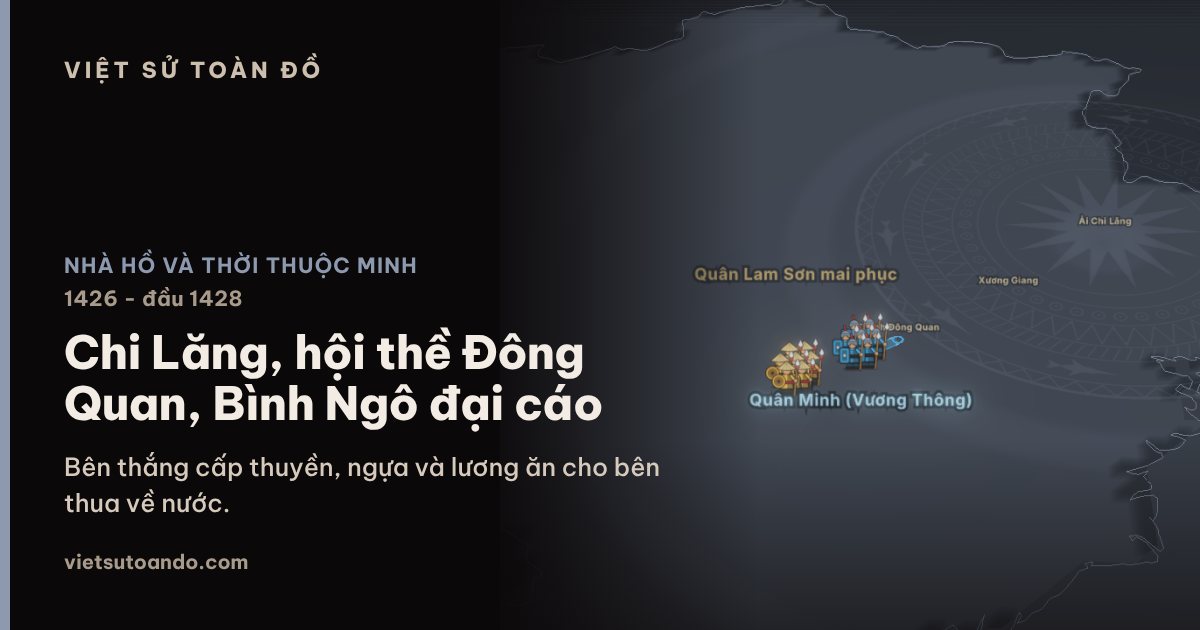 VIỆT SỬ TOÀN ĐỒ
NHÀ HỒ VÀ THỜI THUỘC MINH
1426 - đầu 1428
Chi Lăng, hội thề Đông
Quan, Bình Ngô đại cáo
Bên thắng cấp thuyền, ngựa và lương ăn cho bên
thua về nước.
vietsutoando.com
Ải Chi Lăng
Quân Lam Sơn mai phục
Xương Giang
Đông Quan
Quân Minh (Vương Thông)